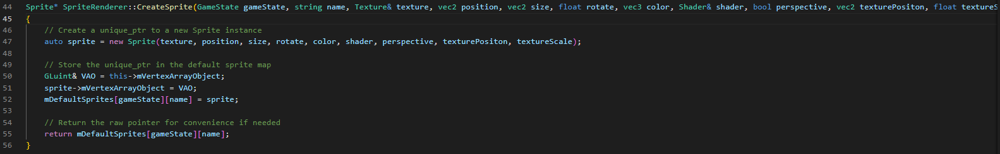 44 Sprite* SpriteRenderer::CreateSprite(GameState gameState, string name, Texture& texture, vec2 position, vec2 size, float rotate, vec3 color, Shader& shader, bool perspective, vec2 texturePositon, float textureS
45 {
46 // Create a unique_ptr to a new Sprite instance
47 auto sprite = new Sprite(texture, position, size, rotate, color, shader, perspective, texturePositon, textureScale);
48
49 // Store the unique_ptr in the default sprite map
50 GLuint& VAO = this->mVertexArrayObject;
51 sprite->mVertexArrayObject = VAO;
52 mDefaultSprites[gameState][name] = sprite;
53
54 // Return the raw pointer for convenience if needed
55 return mDefaultSprites[gameState][name];
56 }